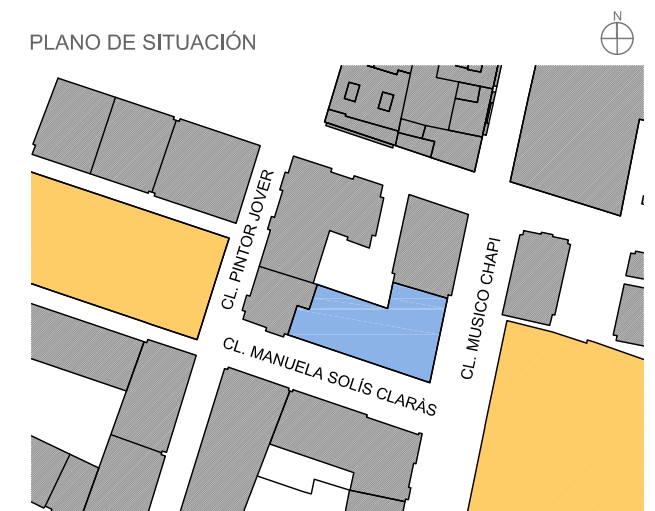 N
PLANO DE SITUACIÓN
CL. PINTOR JOVER
CL. MUSICO CHAPI
CL. MANUELA SOLÍS CLARÀS